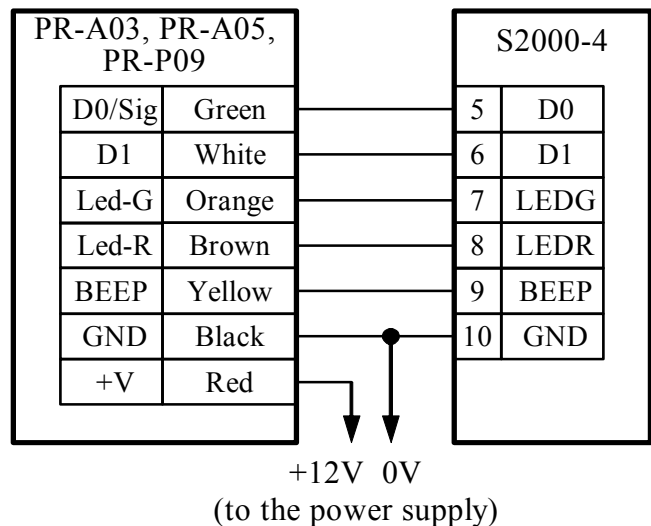 PR-A03, PR-A05,
PR-P09
S2000-4
D0/Sig Green 5 D0
D1 White 6 D1
Led-G Orange 7 LEDG
Led-R Brown 8 LEDR
BEEP Yellow 9 BEEP
GND Black 10 GND
+V Red
+12V 0V
(to the power supply)